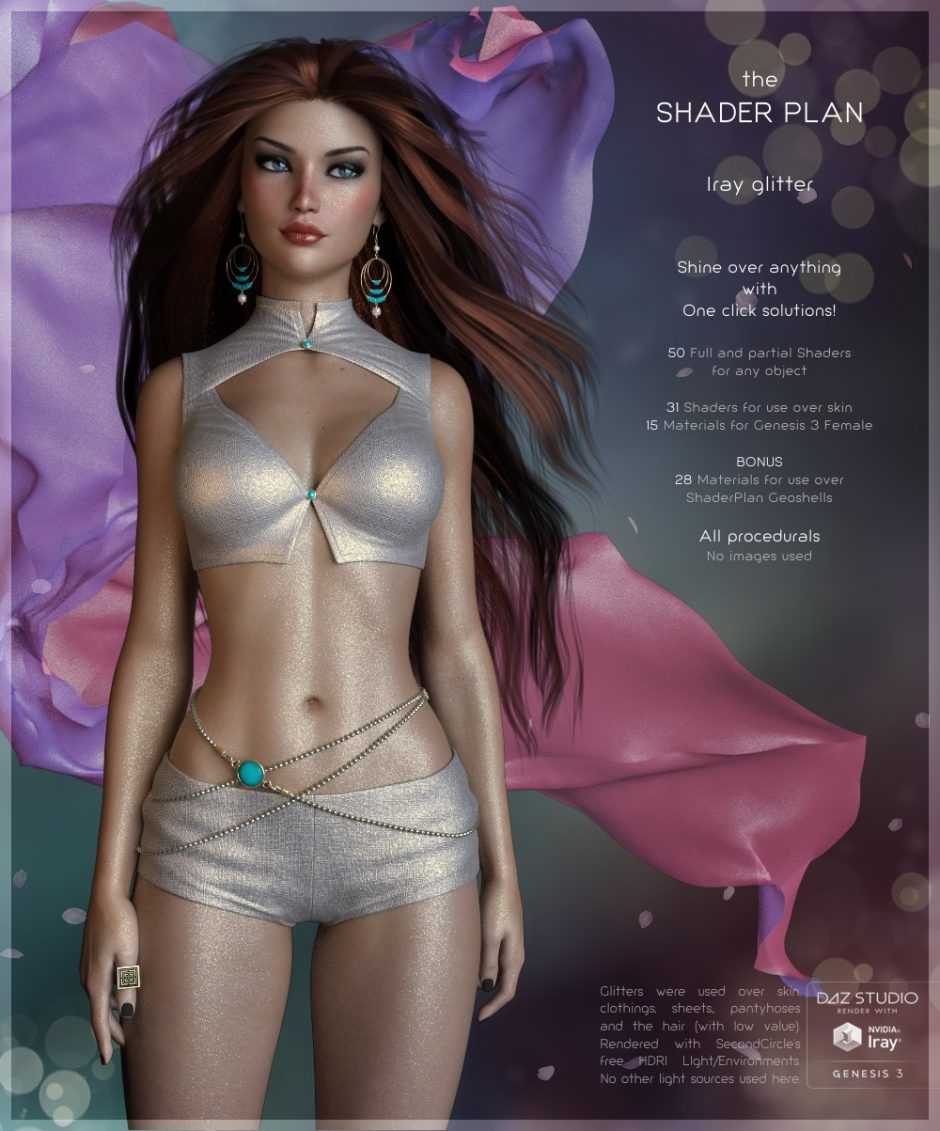 the
SHADER PLAN
Iray glitter
Shine over anything
with
One click solutions!
50 Full and partial Shaders
for any object
31 Shaders for use over skin
15 Materials for Genesis 3 Female
BONUS
28 Materials for use over
ShaderPlan Geoshells
All procedurals
No images used
Glitters were used over skin
clothings, sheets, pantyhoses
and the hair (with low value)
Rendered with SecondCircle's
free HDRI LIght/Environments
No other light sources used here.
DAZ STUDIO
RENDER WITH
NVIDIA®
Iray®
GENESIS 3